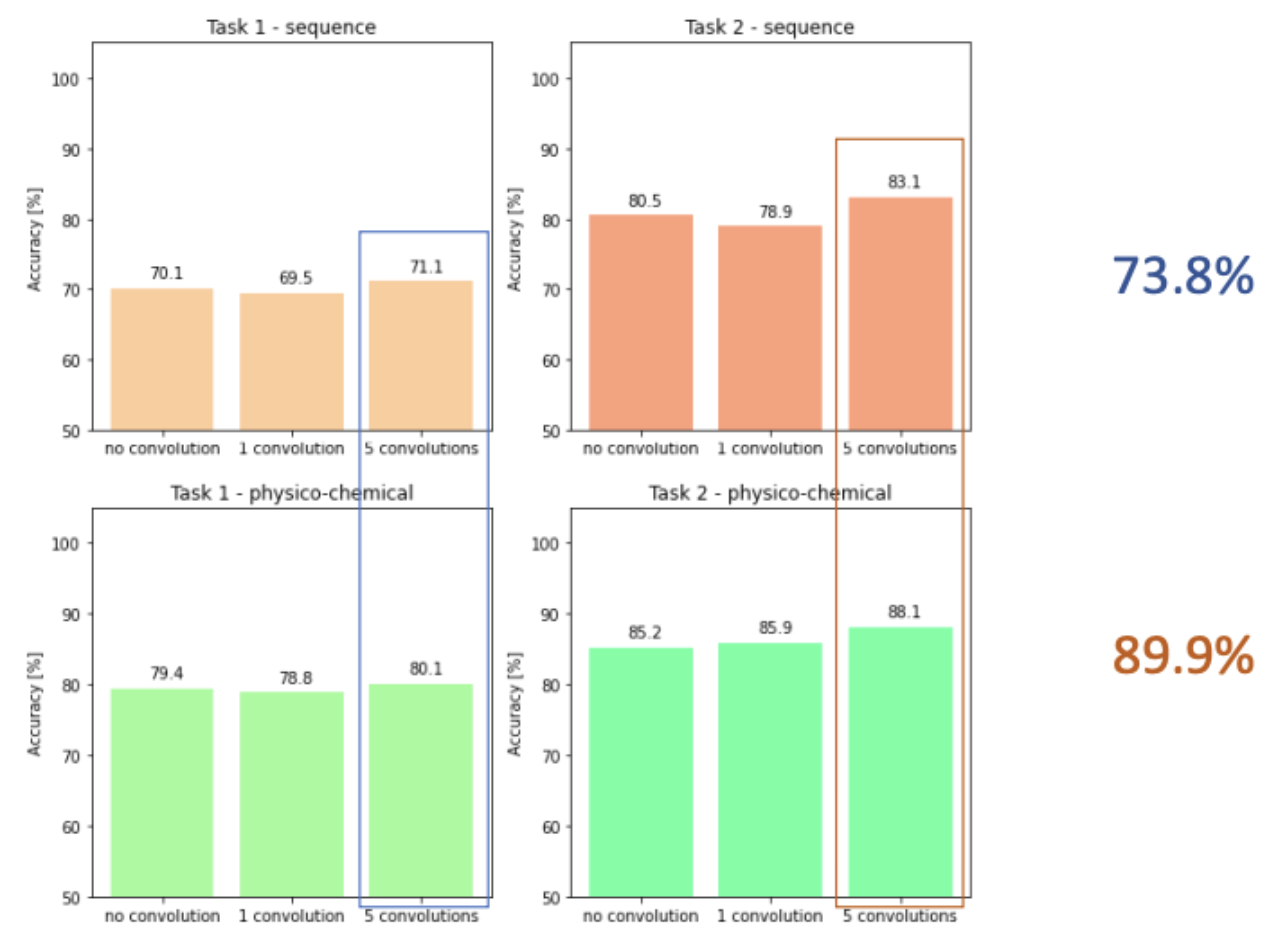 Task 1 - sequence
Accuracy [%]
100
90
80
70
60
50
70.1
69.5
71.1
no convolution
1 convolution
5 convolutions
Task 2 - sequence
Accuracy [%]
100
90
80
70
60
50
80.5
78.9
83.1
no convolution
1 convolution
5 convolutions
73.8%
Task 1 - physico-chemical
Accuracy [%]
100
90
80
70
60
50
79.4
78.8
80.1
no convolution
1 convolution
5 convolutions
Task 2 - physico-chemical
Accuracy [%]
100
90
80
70
60
50
85.2
85.9
88.1
no convolution
1 convolution
5 convolutions
89.9%